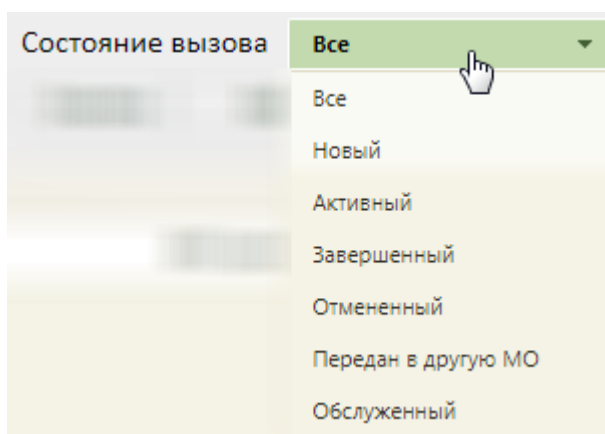 Состояние вызова Все
Все
Новый
Активный
Завершенный
Отмененный
Передан в другую МО
Обслуженный